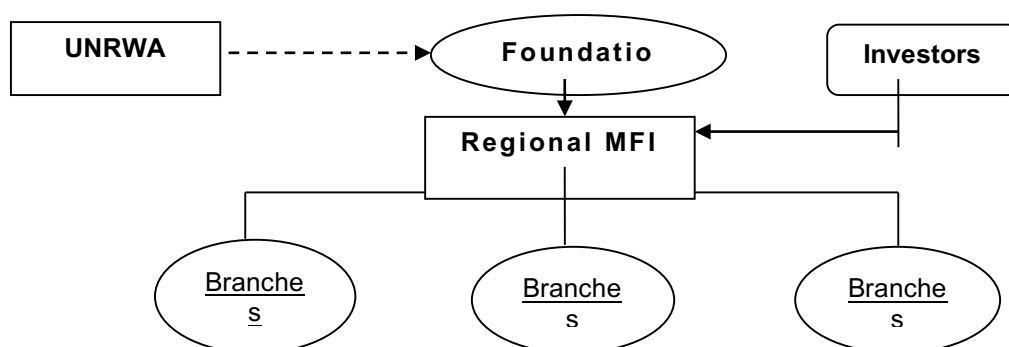 UNRWA
Foundatio
Investors
Regional MFI
Branche
s
Branche
s
Branche
s